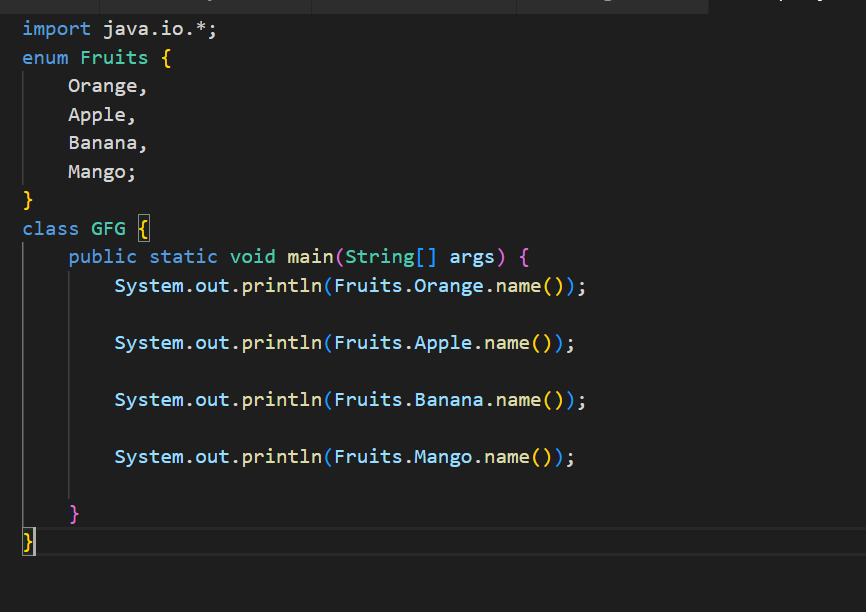 import java.io.*;
enum Fruits {
    Orange,
    Apple,
    Banana,
    Mango;
}
class GFG {
    public static void main(String[] args) {
        System.out.println(Fruits.Orange.name());
        System.out.println(Fruits.Apple.name());
        System.out.println(Fruits.Banana.name());
        System.out.println(Fruits.Mango.name());
    }
}